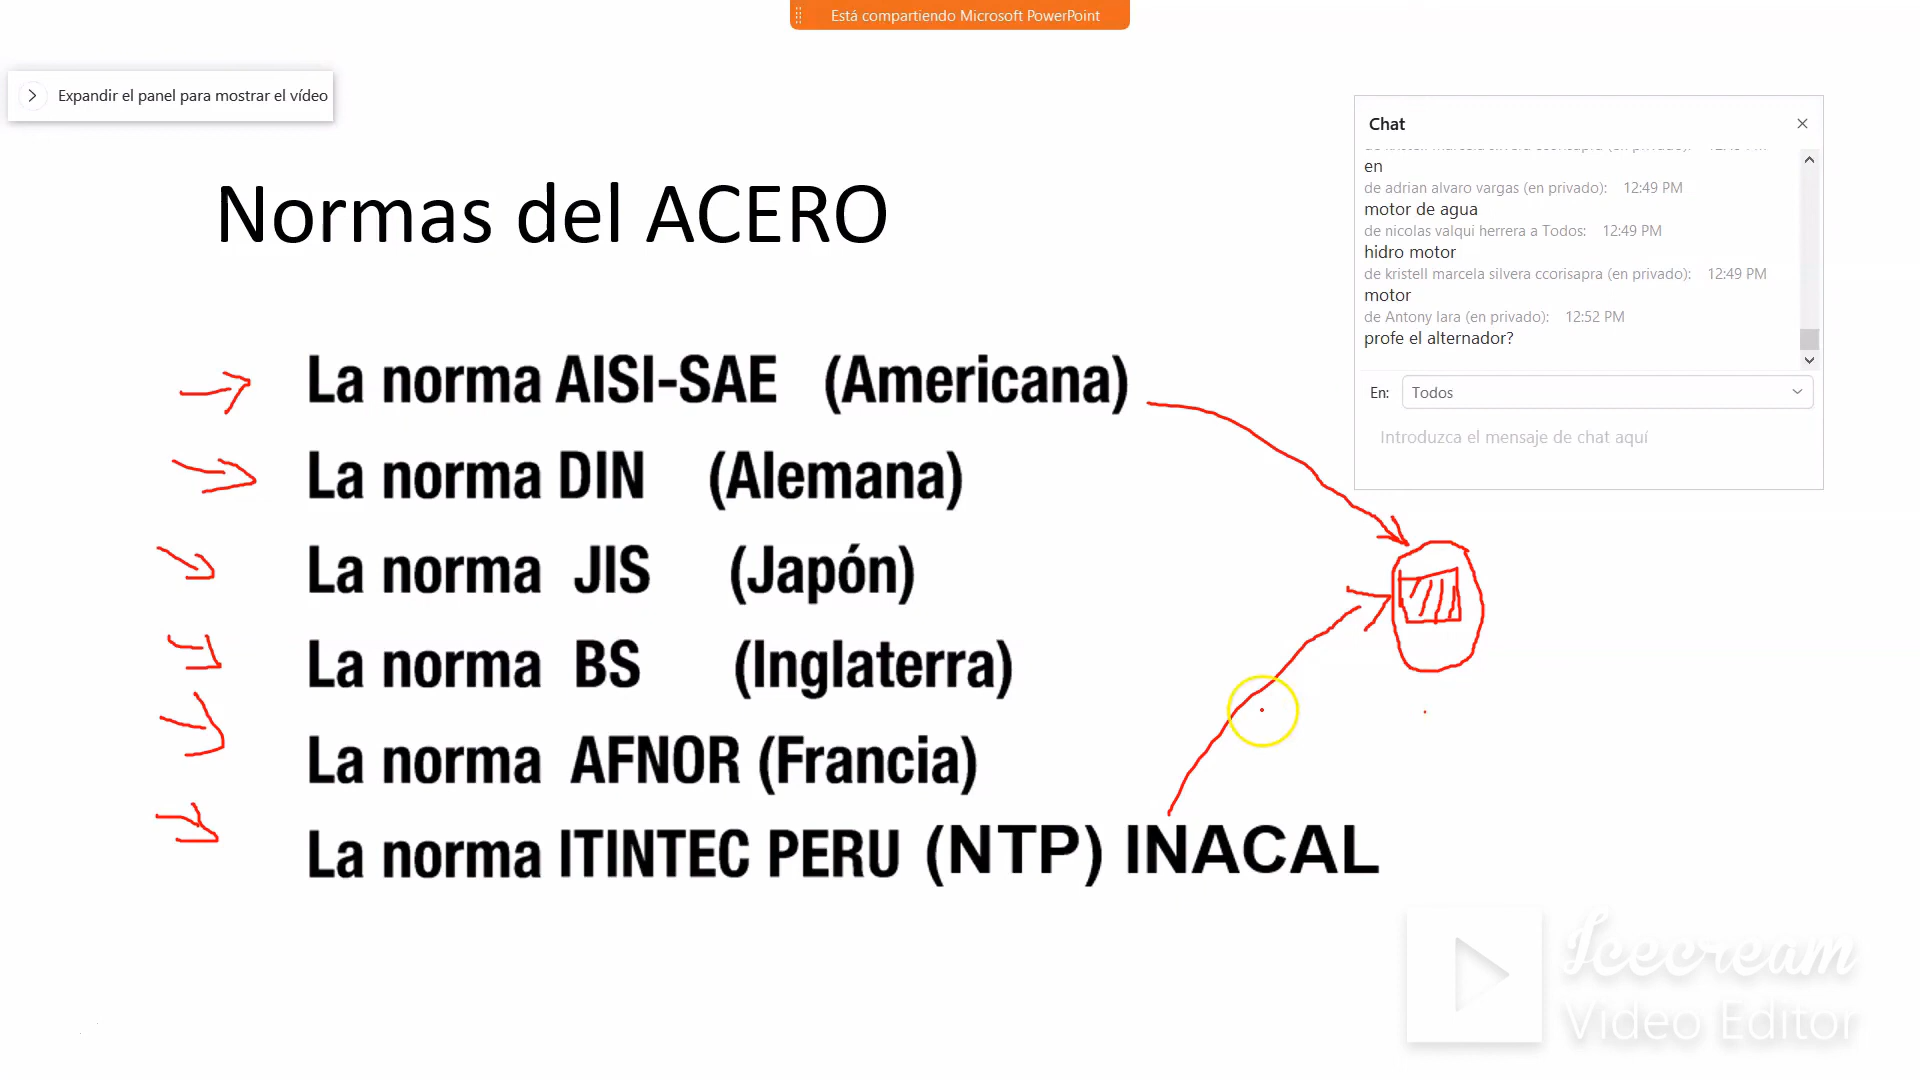 Está compartiendo Microsoft PowerPoint
Expandir el panel para mostrar el vídeo
Normas del ACERO
La norma AISI-SAE (Americana)
La norma DIN (Alemana)
La norma JIS (Japón)
La norma BS (Inglaterra)
La norma AFNOR (Francia)
La norma ITINTEC PERU (NTP) INACAL
Chat
en
de adrian alvaro vargas (en privado): 12:49 PM
motor de agua
de nicolas valqui herrera a Todos: 12:49 PM
hidro motor
de kristell marcela silvera ccorisapra (en privado): 12:49 PM
motor
de Antony lara (en privado): 12:52 PM
profe el alternador?
En: Todos
Introduzca el mensaje de chat aquí
Icecream
Video Editor